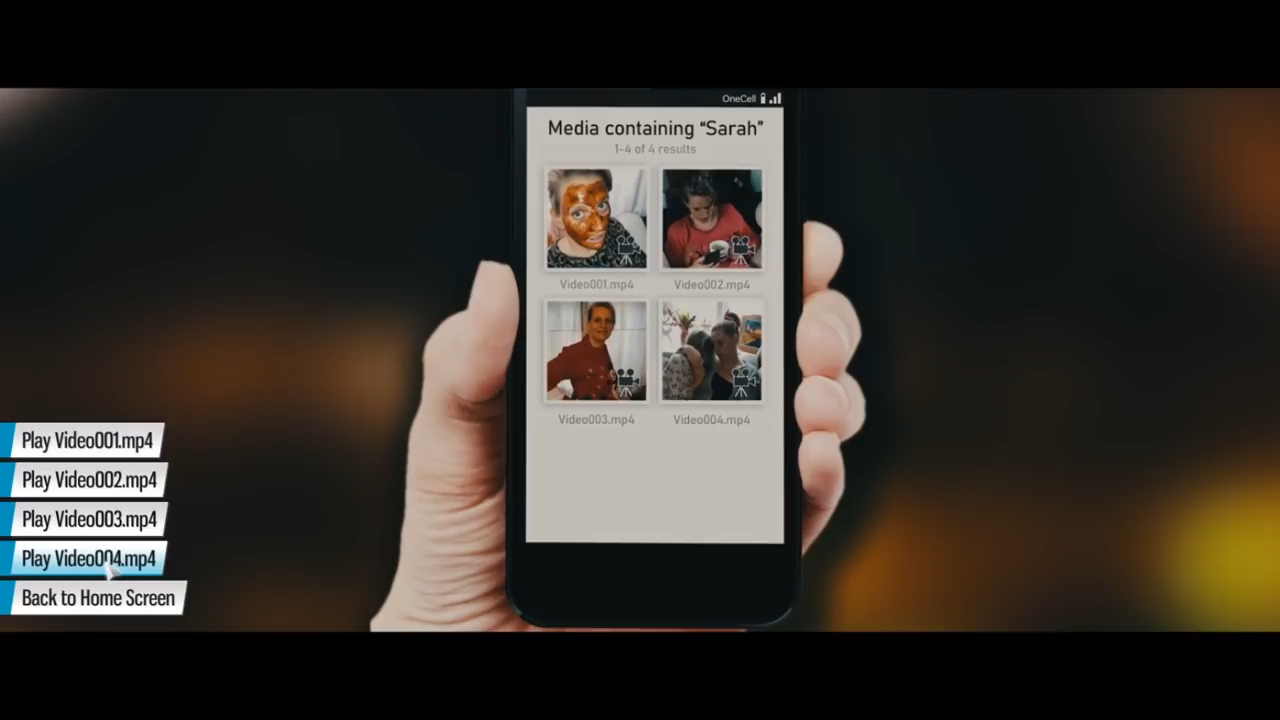 OneCell
Media containing “Sarah”
1-4 of 4 results
Video001.mp4
Video002.mp4
Video003.mp4
Video004.mp4
Play Video001.mp4
Play Video002.mp4
Play Video003.mp4
Play Video004.mp4
Back to Home Screen